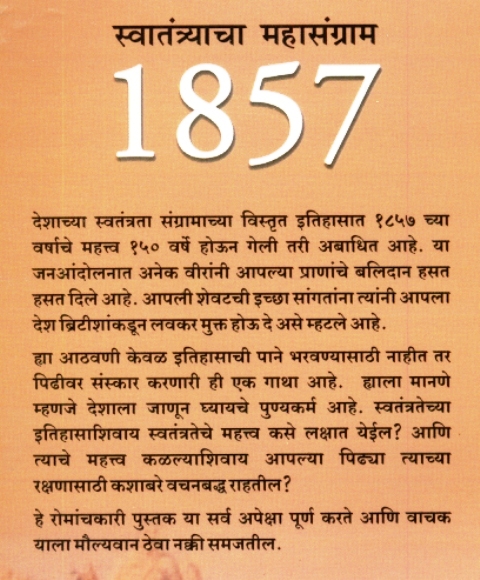 स्वातंत्र्याचा महासंग्राम
1857
देशाच्या स्वतंत्रता संग्रामाच्या विस्तृत इतिहासात १८५७ च्या
वर्षाचे महत्त्व १५० वर्षे होऊन गेली तरी अबाधित आहे. या
जनआंदोलनात अनेक वीरांनी आपल्या प्राणांचे बलिदान हसत
हसत दिले आहे. आपली शेवटची इच्छा सांगतांना त्यांनी आपला
देश ब्रिटीशांकडून लवकर मुक्त होऊ दे असे म्हटले आहे.
ह्या आठवणी केवळ इतिहासाची पाने भरवण्यासाठी नाहीत तर
पिढीवर संस्कार करणारी ही एक गाथा आहे. ह्याला मानणे
म्हणजे देशाला जाणून घ्यायचे पुण्यकर्म आहे. स्वतंत्रतेच्या
इतिहासाशिवाय स्वतंत्रतेचे महत्त्व कसे लक्षात येईल? आणि
त्याचे महत्त्व कळल्याशिवाय आपल्या पिढ्या त्याच्या
रक्षणासाठी कशाबरे वचनबद्ध राहतील?
हे रोमांचकारी पुस्तक या सर्व अपेक्षा पूर्ण करते आणि वाचक
याला मौल्यवान ठेवा नक्की समजतील.